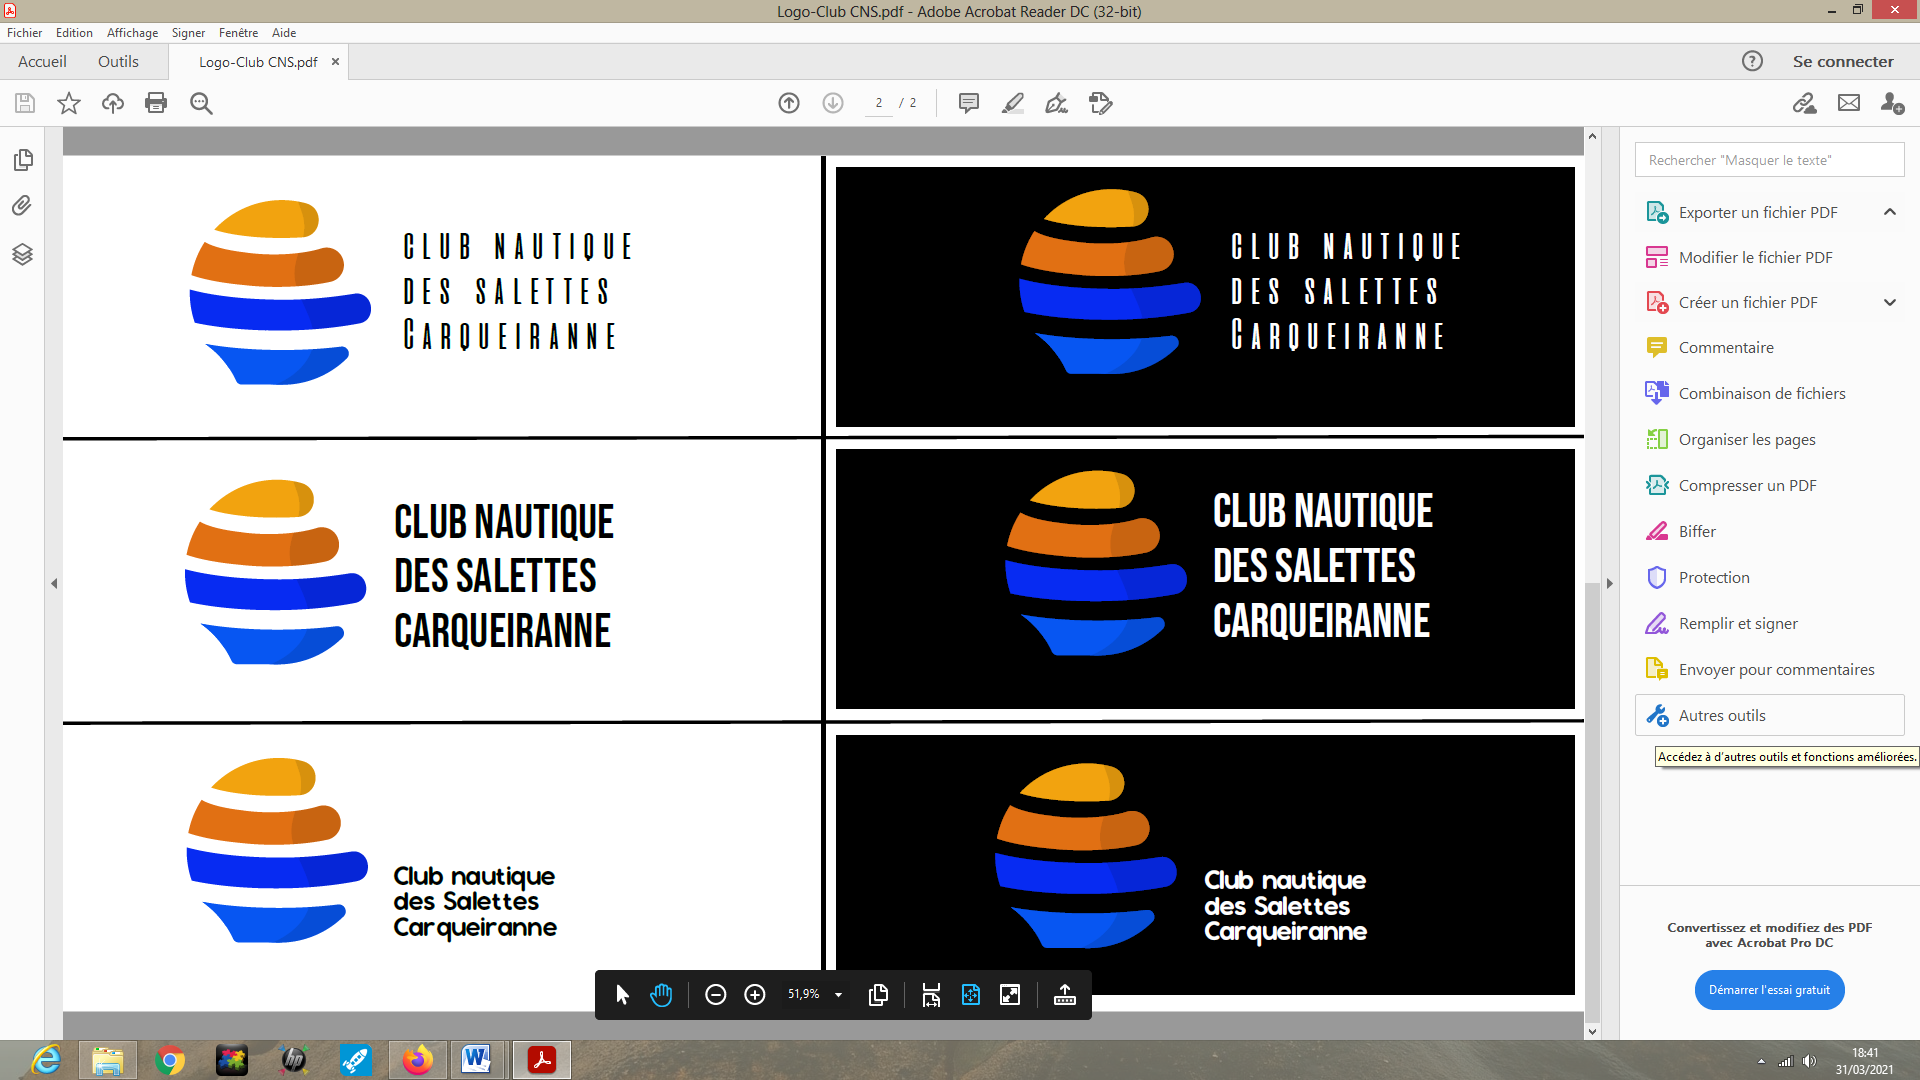 Logo-Club CNS.pdf - Adobe Acrobat Reader DC (32-bit)
Fichier Edition Affichage Signer Fenêtre Aide
Accueil Outils Logo-Club CNS.pdf × ? Se connecter
2 / 2
Rechercher "Masquer le texte"
Exporter un fichier PDF
Modifier le fichier PDF
Créer un fichier PDF
Commentaire
Combinaison de fichiers
Organiser les pages
Compresser un PDF
Biffer
Protection
Remplir et signer
Envoyer pour commentaires
Autres outils
Accédez à d'autres outils et fonctions améliorées.
Convertissez et modifiez des PDF
avec Acrobat Pro DC
Démarrer l'essai gratuit
CLUB NAUTIQUE
DES SALETTES
CARQUEIRANNE
CLUB NAUTIQUE
DES SALETTES
CARQUEIRANNE
CLUB NAUTIQUE
DES SALETTES
CARQUEIRANNE
CLUB NAUTIQUE
DES SALETTES
CARQUEIRANNE
Club nautique
des Salettes
Carqueiranne
Club nautique
des Salettes
Carqueiranne
51,9%
18:41
31/03/2021